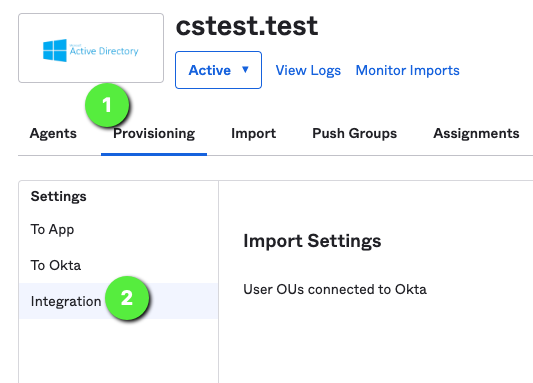 cstest.test
Microsoft
Active Directory
Active ▼ View Logs Monitor Imports
1
Agents Provisioning Import Push Groups Assignments
Settings
To App
To Okta
Integration 2
Import Settings
User OUs connected to Okta